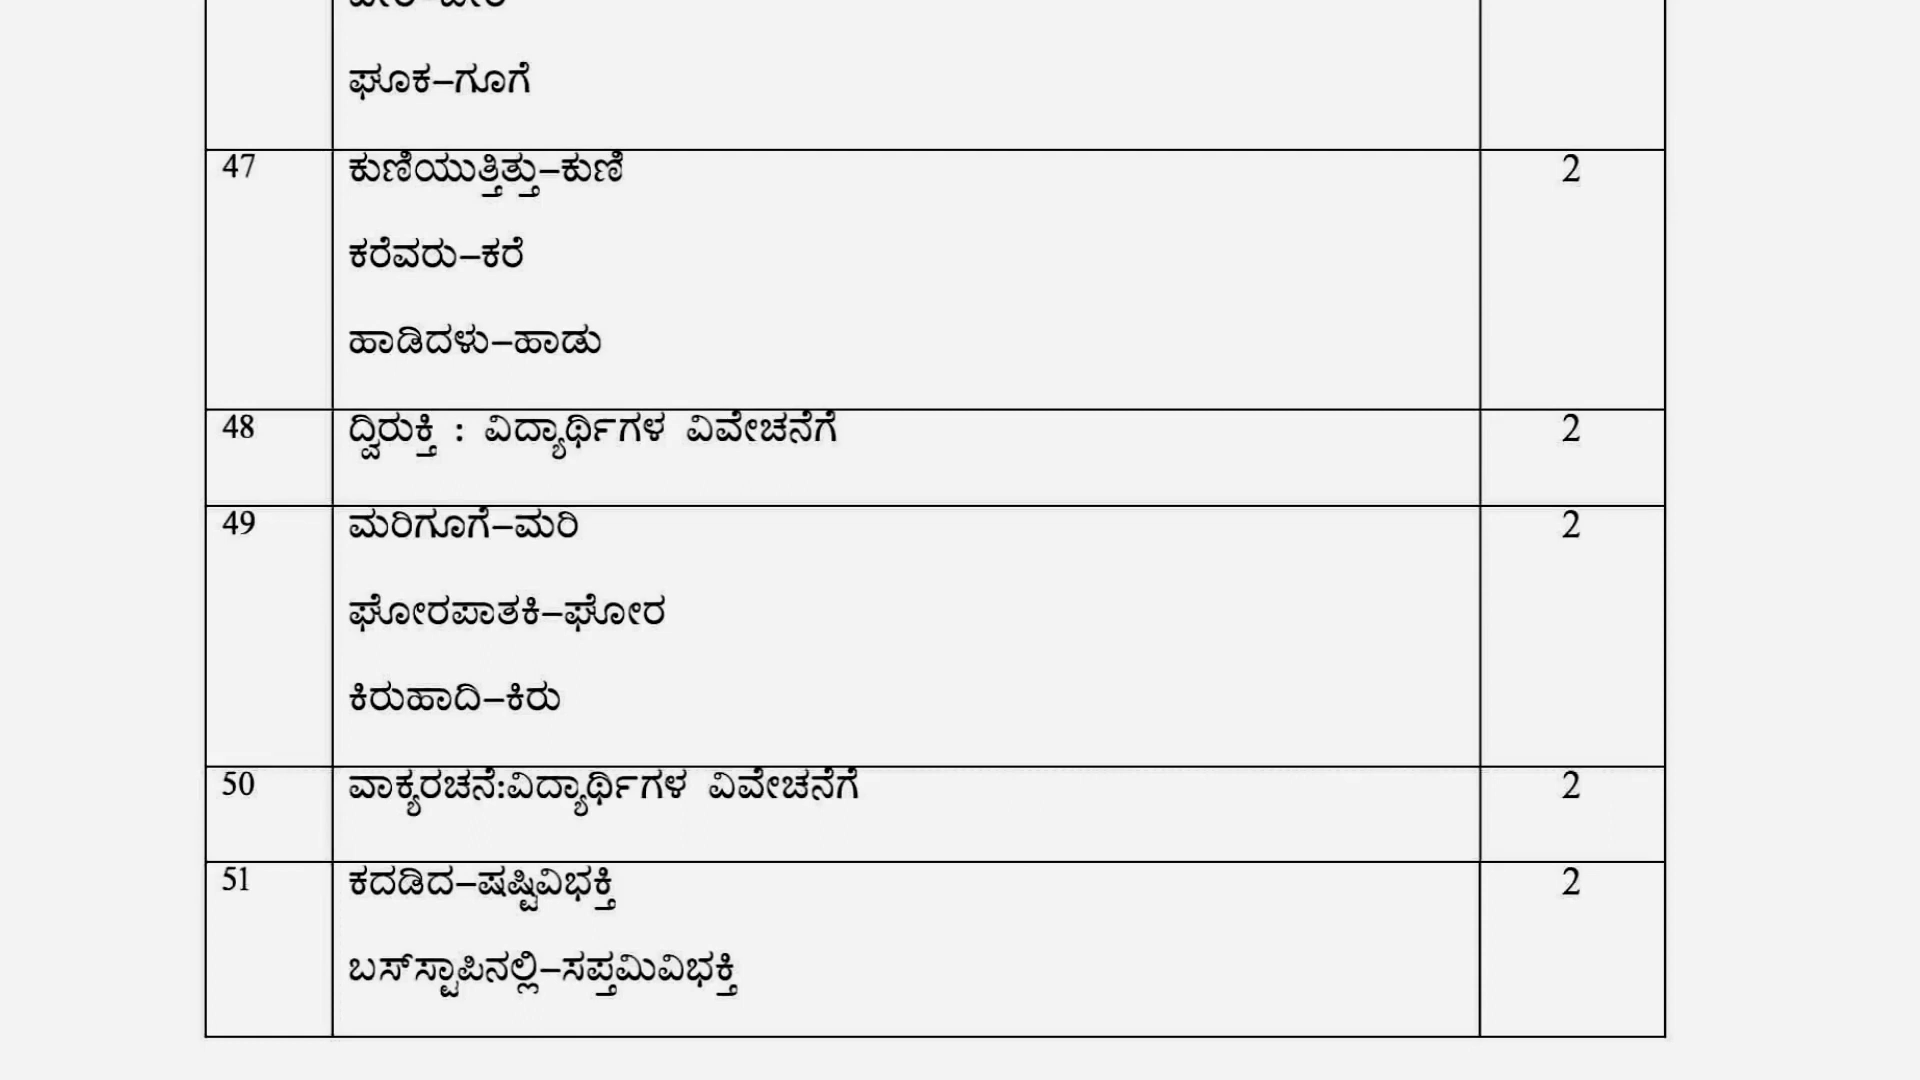 ಘೂಕ–ಗೂಗೆ
47 ಕುಣಿಯುತ್ತಿತ್ತು–ಕುಣಿ 2
ಕರೆವರು–ಕರೆ
ಹಾಡಿದಳು–ಹಾಡು
48 ದ್ವಿರುಕ್ತಿ : ವಿದ್ಯಾರ್ಥಿಗಳ ವಿವೇಚನೆಗೆ 2
49 ಮರಿಗೂಗೆ–ಮರಿ 2
ಘೋರಪಾತಕಿ–ಘೋರ
ಕಿರುಹಾದಿ–ಕಿರು
50 ವಾಕ್ಯರಚನೆ:ವಿದ್ಯಾರ್ಥಿಗಳ ವಿವೇಚನೆಗೆ 2
51 ಕದಡಿದ–ಷಷ್ಟಿವಿಭಕ್ತಿ 2
ಬಸ್‌ಸ್ಟಾಪಿನಲ್ಲಿ–ಸಪ್ತಮಿವಿಭಕ್ತಿ